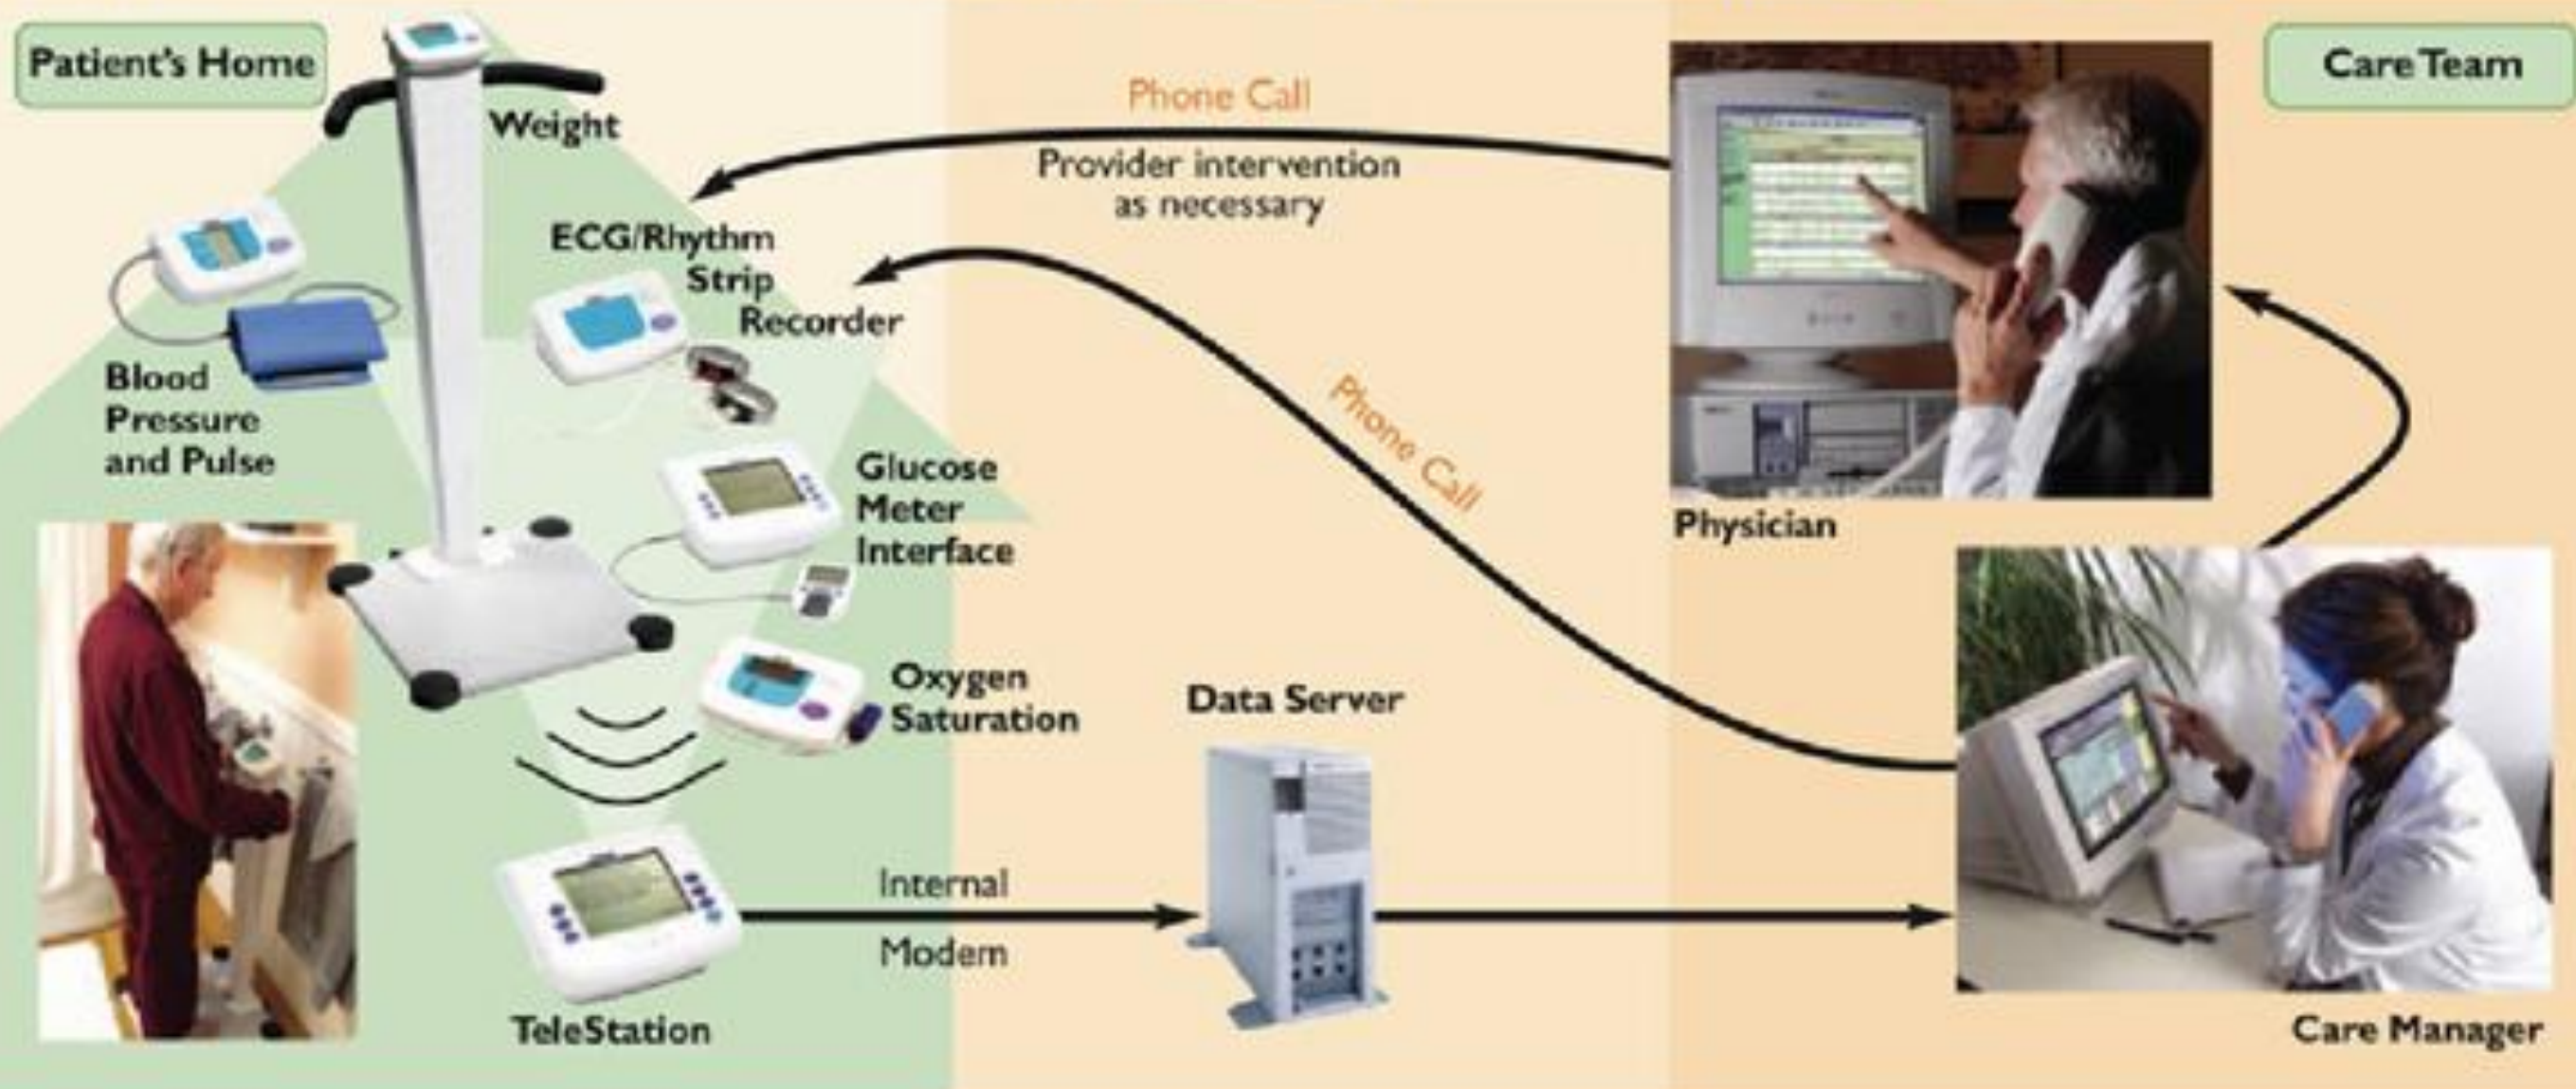 Patient's Home
Weight
Phone Call
Provider intervention
as necessary
Care Team
ECG/Rhythm
Strip
Recorder
Blood
Pressure
and Pulse
Glucose
Meter
Interface
Phone Call
Physician
Oxygen
Saturation
Data Server
Internal
Modem
TeleStation
Care Manager